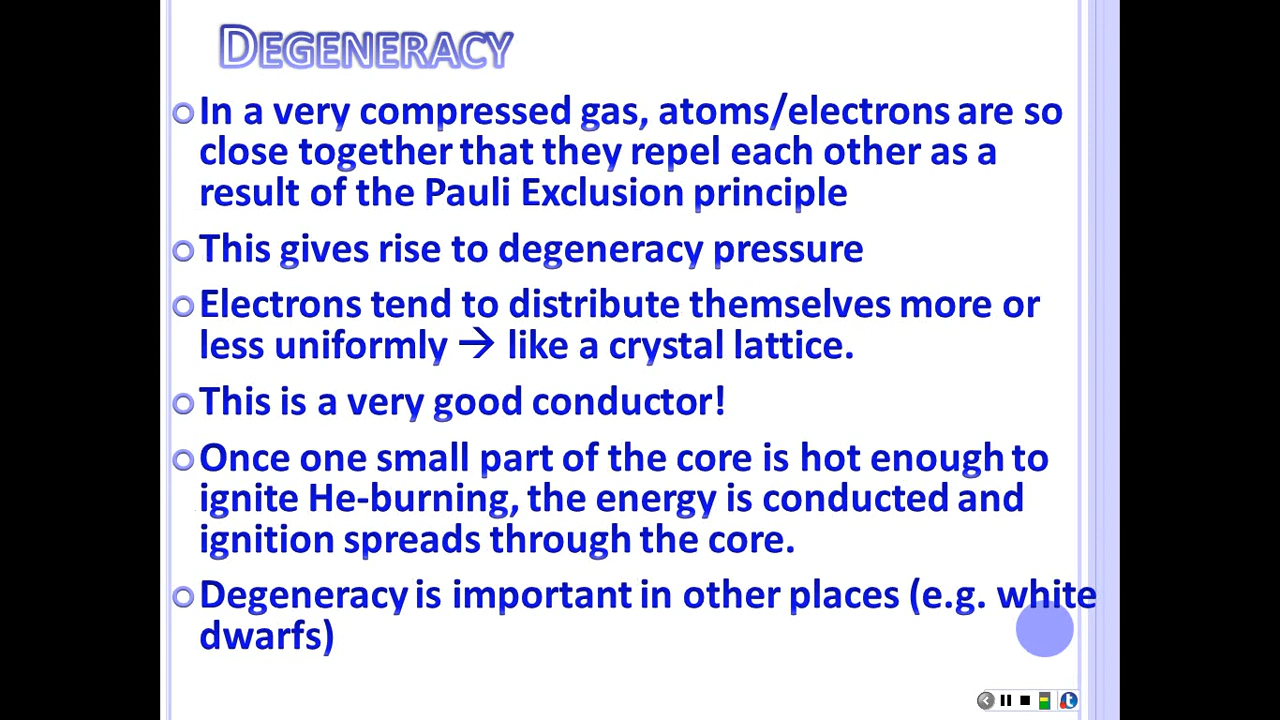 DEGENERACY
In a very compressed gas, atoms/electrons are so
close together that they repel each other as a
result of the Pauli Exclusion principle
This gives rise to degeneracy pressure
Electrons tend to distribute themselves more or
less uniformly → like a crystal lattice.
This is a very good conductor!
Once one small part of the core is hot enough to
ignite He-burning, the energy is conducted and
ignition spreads through the core.
Degeneracy is important in other places (e.g. white
dwarfs)